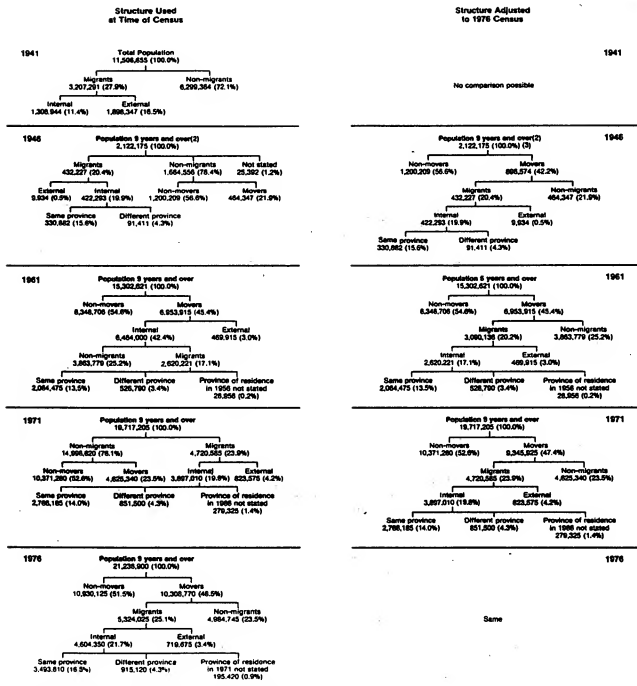 Structure Used
at Time of Census
Structure Adjusted
to 1976 Census
1941
Total Population
11,506,655 (100.0%)
Migrants
3,207,291 (27.9%)
Non-migrants
8,299,364 (72.1%)
Internal
1,308,944 (11.4%)
External
1,898,347 (16.5%)
1941
No comparison possible
1946
Population 9 years and over(2)
2,122,175 (100.0%)
Migrants
432,227 (20.4%)
Non-migrants
1,664,556 (78.4%)
Not stated
25,392 (1.2%)
External
9,934 (0.5%)
Internal
422,293 (19.9%)
Non-movers
1,200,209 (56.6%)
Movers
464,347 (21.9%)
Same province
330,882 (15.6%)
Different province
91,411 (4.3%)
1946
Population 9 years and over(2)
2,122,175 (100.0%) (3)
Non-movers
1,200,209 (56.6%)
Movers
896,574 (42.2%)
Migrants
432,227 (20.4%)
Non-migrants
464,347 (21.9%)
Internal
422,293 (19.9%)
External
9,934 (0.5%)
Same province
330,882 (15.6%)
Different province
91,411 (4.3%)
1961
Population 9 years and over
15,302,621 (100.0%)
Non-movers
8,348,706 (54.6%)
Movers
6,953,915 (45.4%)
Internal
6,484,000 (42.4%)
External
469,915 (3.0%)
Non-migrants
3,863,779 (25.2%)
Migrants
2,620,221 (17.1%)
Same province
2,064,475 (13.5%)
Different province
526,790 (3.4%)
Province of residence
in 1956 not stated
28,956 (0.2%)
1961
Population
years and over
15,302,621 (100.0%)
Non-movers
8,348,706 (54.6%)
Movers
6,953,915 (45.4%)
Migrants
3,090,136 (20.2%)
Non-migrants
3,863,779 (25.2%)
Internal
2,620,221 (17.1%)
External
469,915 (3.0%)
Same province
2,064,475 (13.5%)
Different province
526,790 (3.4%)
Province of residence
in 1956 not stated
28,956 (0.2%)
1971
Population 9 years and over
19,717,205 (100.0%)
Non-migrants
14,996,620 (76.1%)
Migrants
4,720,585 (23.9%)
Non-movers
10,371,280 (52.6%)
Movers
4,625,340 (23.5%)
Internal
3,897,010 (19.8%)
External
823,575 (4.2%)
Same province
2,766,185 (14.0%)
Different province
851,500 (4.3%)
Province of residence
in 1966 not stated
279,325 (1.4%)
1971
Population 9 years and over
19,717,205 (100.0%)
Non-movers
10,371,280 (52.6%)
Movers
9,345,925 (47.4%)
Migrants
4,720,585 (23.9%)
Non-migrants
4,625,340 (23.5%)
Internal
3,897,010 (19.8%)
External
823,575 (4.2%)
Same province
2,766,185 (14.0%)
Different province
851,500 (4.3%)
Province of residence
in 1966 not stated
279,325 (1.4%)
1976
Population 9 years and over
21,238,900 (100.0%)
Non-movers
10,930,125 (51.5%)
Movers
10,308,770 (48.5%)
Migrants
5,324,025 (25.1%)
Non-migrants
4,984,745 (23.5%)
Internal
4,604,350 (21.7%)
External
719,675 (3.4%)
Same province
3,493,810 (16.5%)
Different province
915,120 (4.3%)
Province of residence
in 1971 not stated
195,420 (0.9%)
1976
Same